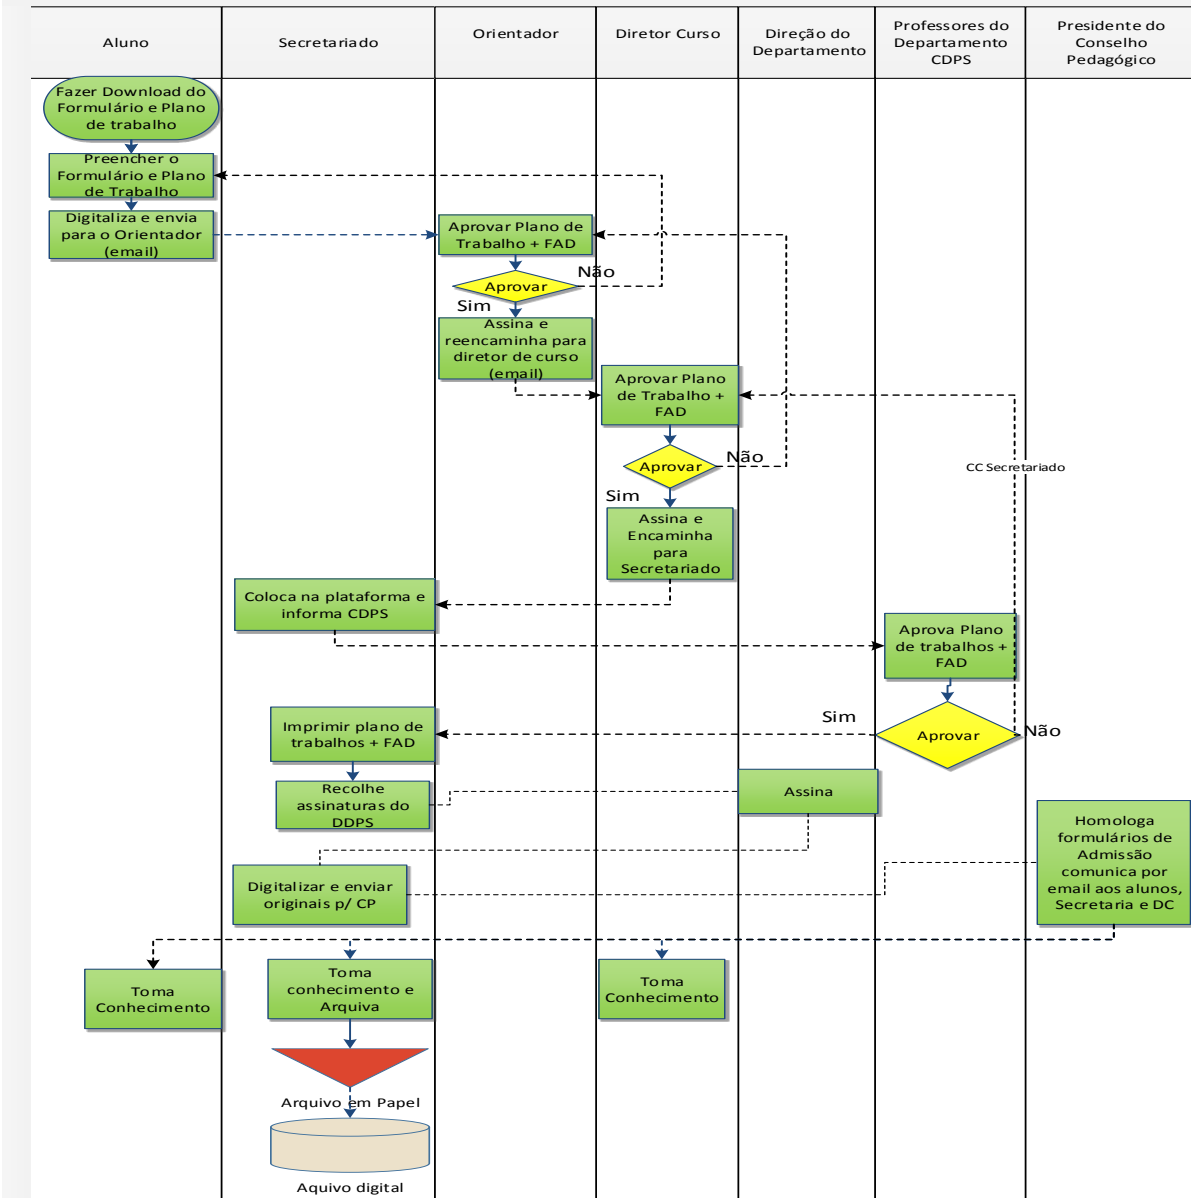 Aluno
Secretariado
Orientador
Diretor Curso
Direção do
Departamento
Professores do
Departamento
CDPS
Presidente do
Conselho
Pedagógico
Fazer Download do
Formulário e Plano
de trabalho
Preencher o
Formulário e Plano
de Trabalho
Digitaliza e envia
para o Orientador
(email)
Aprovar Plano de
Trabalho + FAD
Aprovar
Não
Sim
Assina e
reencaminha para
diretor de curso
(email)
Aprovar Plano
de Trabalho +
FAD
Aprovar
Não
Sim
CC Secretariado
Assina e
Encaminha
para
Secretariado
Coloca na plataforma e
informa CDPS
Aprova Plano
de trabalhos +
FAD
Aprovar
Sim
Não
Imprimir plano de
trabalhos + FAD
Recolhe
assinaturas do
DDPS
Assina
Homologa
formulários de
Admissão
comunica por
email aos alunos,
Secretaria e DC
Digitalizar e enviar
originais p/ CP
Toma
Conhecimento
Toma
conhecimento e
Arquiva
Toma
Conhecimento
Arquivo em Papel
Aquivo digital